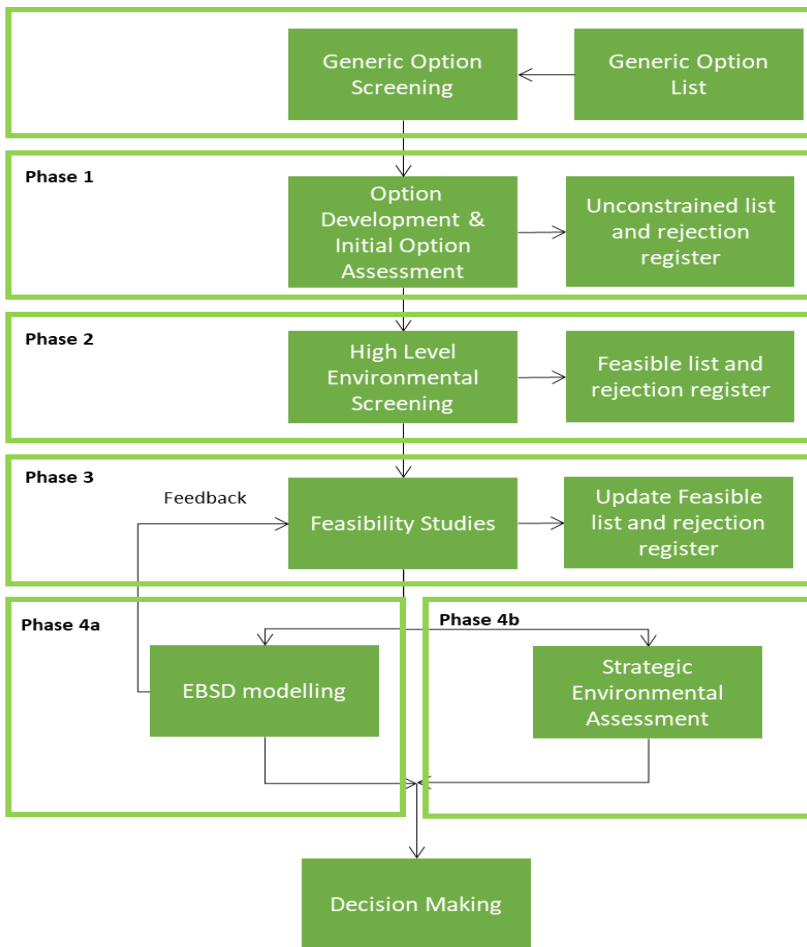 Generic Option
Screening
Generic Option
List
Phase 1
Option
Development &
Initial Option
Assessment
Unconstrained list
and rejection
register
Phase 2
High Level
Environmental
Screening
Feasible list and
rejection register
Phase 3
Feedback
Feasibility Studies
Update Feasible
list and rejection
register
Phase 4a
EBSD modelling
Phase 4b
Strategic
Environmental
Assessment
Decision Making